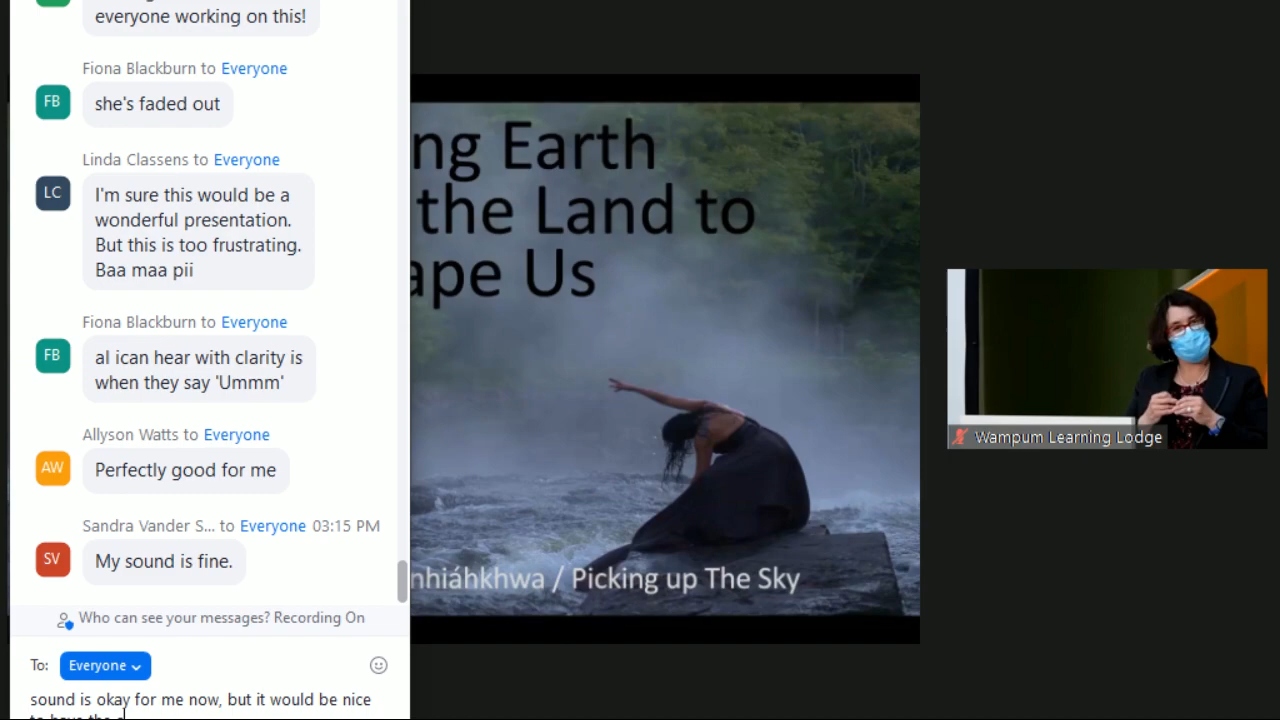 everyone working on this!
Fiona Blackburn to Everyone
FB
she's faded out
Linda Classens to Everyone
LC
I'm sure this would be a
wonderful presentation.
But this is too frustrating.
Baa maa pii
Fiona Blackburn to Everyone
FB
al ican hear with clarity is
when they say 'Ummm'
Allyson Watts to Everyone
AW
Perfectly good for me
Sandra Vander S... to Everyone 03:15 PM
SV
My sound is fine.
Who can see your messages? Recording On
To: Everyone
sound is okay for me now, but it would be nice
to have the
ng Earth
the Land to
ape Us
nhiáhkhwa / Picking up The Sky
Wampum Learning Lodge